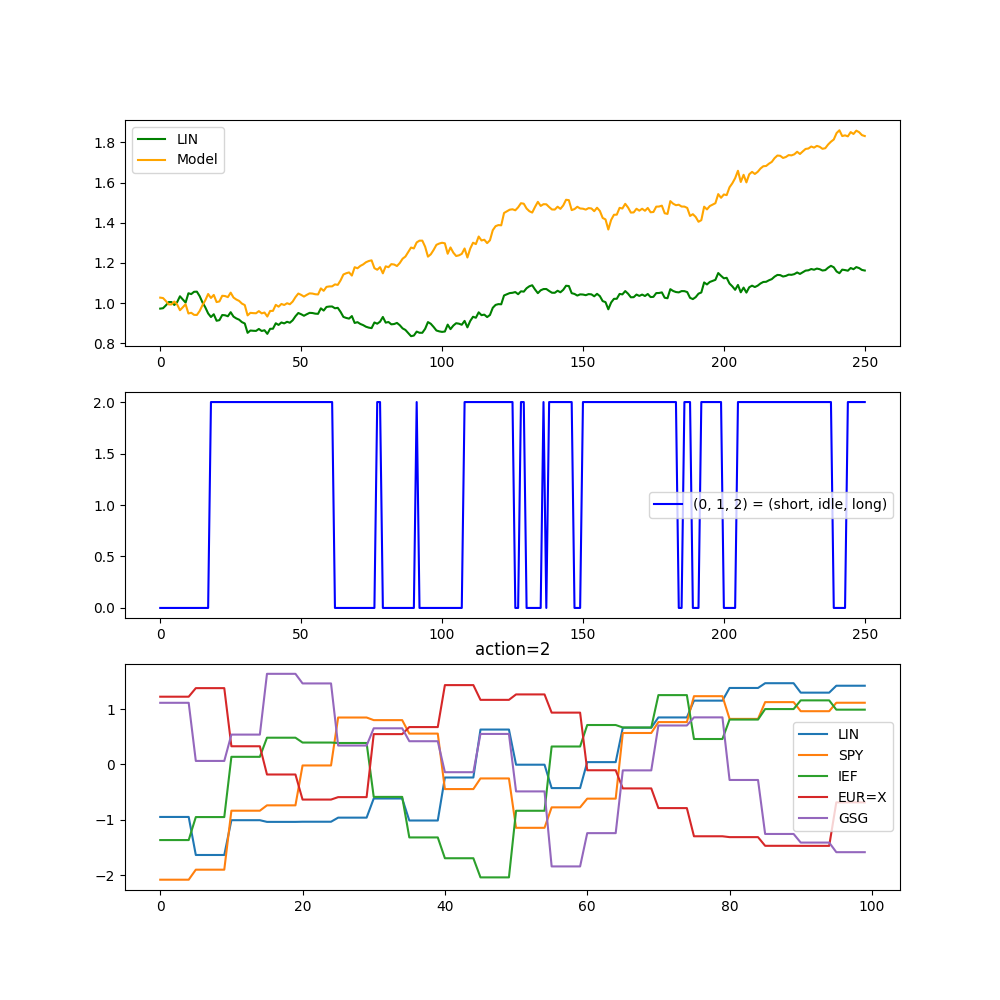 LIN
Model
1.8
1.6
1.4
1.2
1.0
0.8
0 50 100 150 200 250
2.0
1.5
1.0
0.5
0.0
(0, 1, 2) = (short, idle, long)
0 50 100 150 200 250
action=2
1
0
−1
−2
LIN
SPY
IEF
EUR=X
GSG
0 20 40 60 80 100